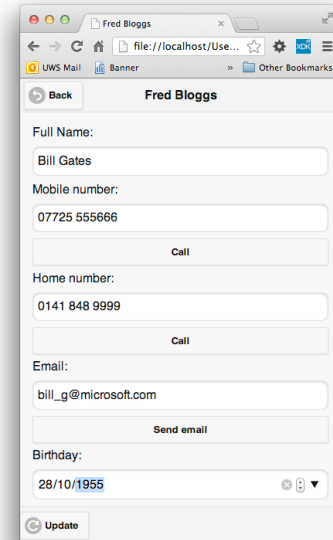 Fred Bloggs
file://localhost/Use...
XDK
UWS Mail Banner » Other Bookmarks
Back Fred Bloggs
Full Name:
Bill Gates
Mobile number:
07725 555666
Call
Home number:
0141 848 9999
Call
Email:
bill_g@microsoft.com
Send email
Birthday:
28/10/1955
Update